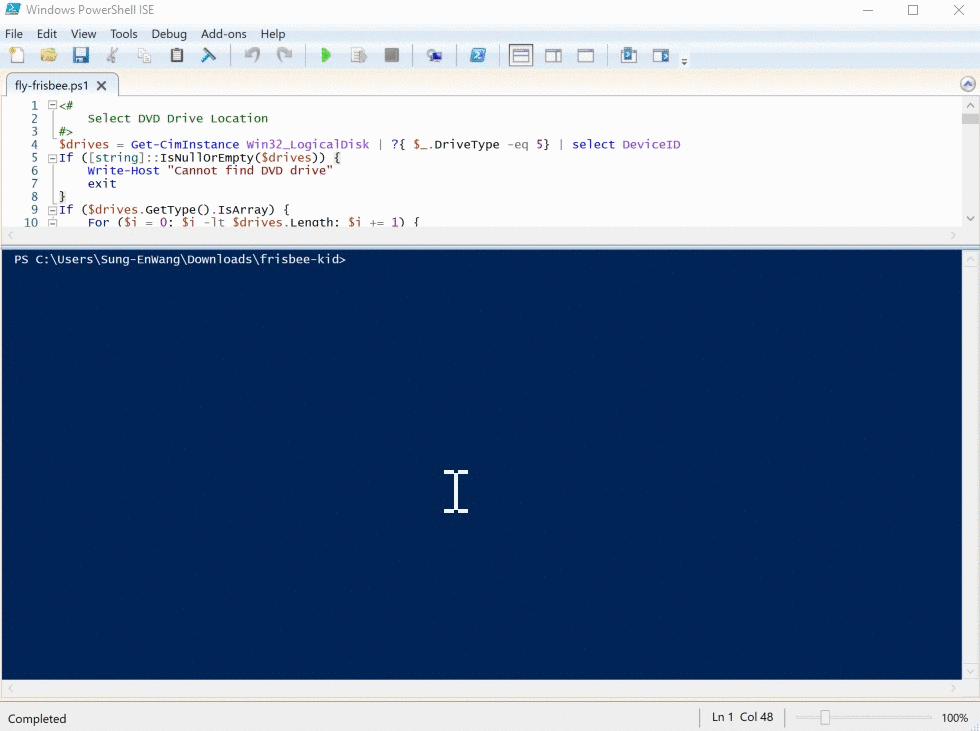 Windows PowerShell ISE
File Edit View Tools Debug Add-ons Help
fly-frisbee.ps1
1 <#
2 Select DVD Drive Location
3 #>
4 $drives = Get-CimInstance Win32_LogicalDisk | ?{ $_.DriveType -eq 5} | select DeviceID
5 If ([string]::IsNullOrEmpty($drives)) {
6 Write-Host "Cannot find DVD drive"
7 exit
8 }
9 If ($drives.GetType().IsArray) {
10 For ($i = 0; $i -lt $drives.Length; $i += 1) {
PS C:\Users\Sung-EnWang\Downloads\frisbee-kid>
Completed
Ln 1 Col 48
100%